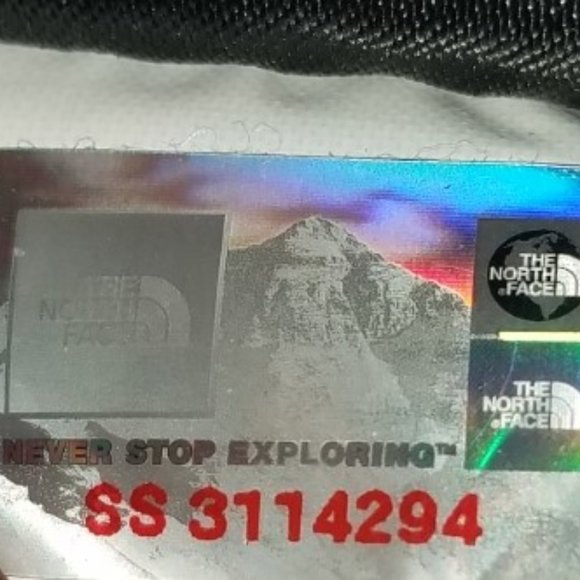 THE
NORTH
FACE
THE
NORTH
FACE
THE
NORTH
FACE
NEVER STOP EXPLORING™
SS 3114294